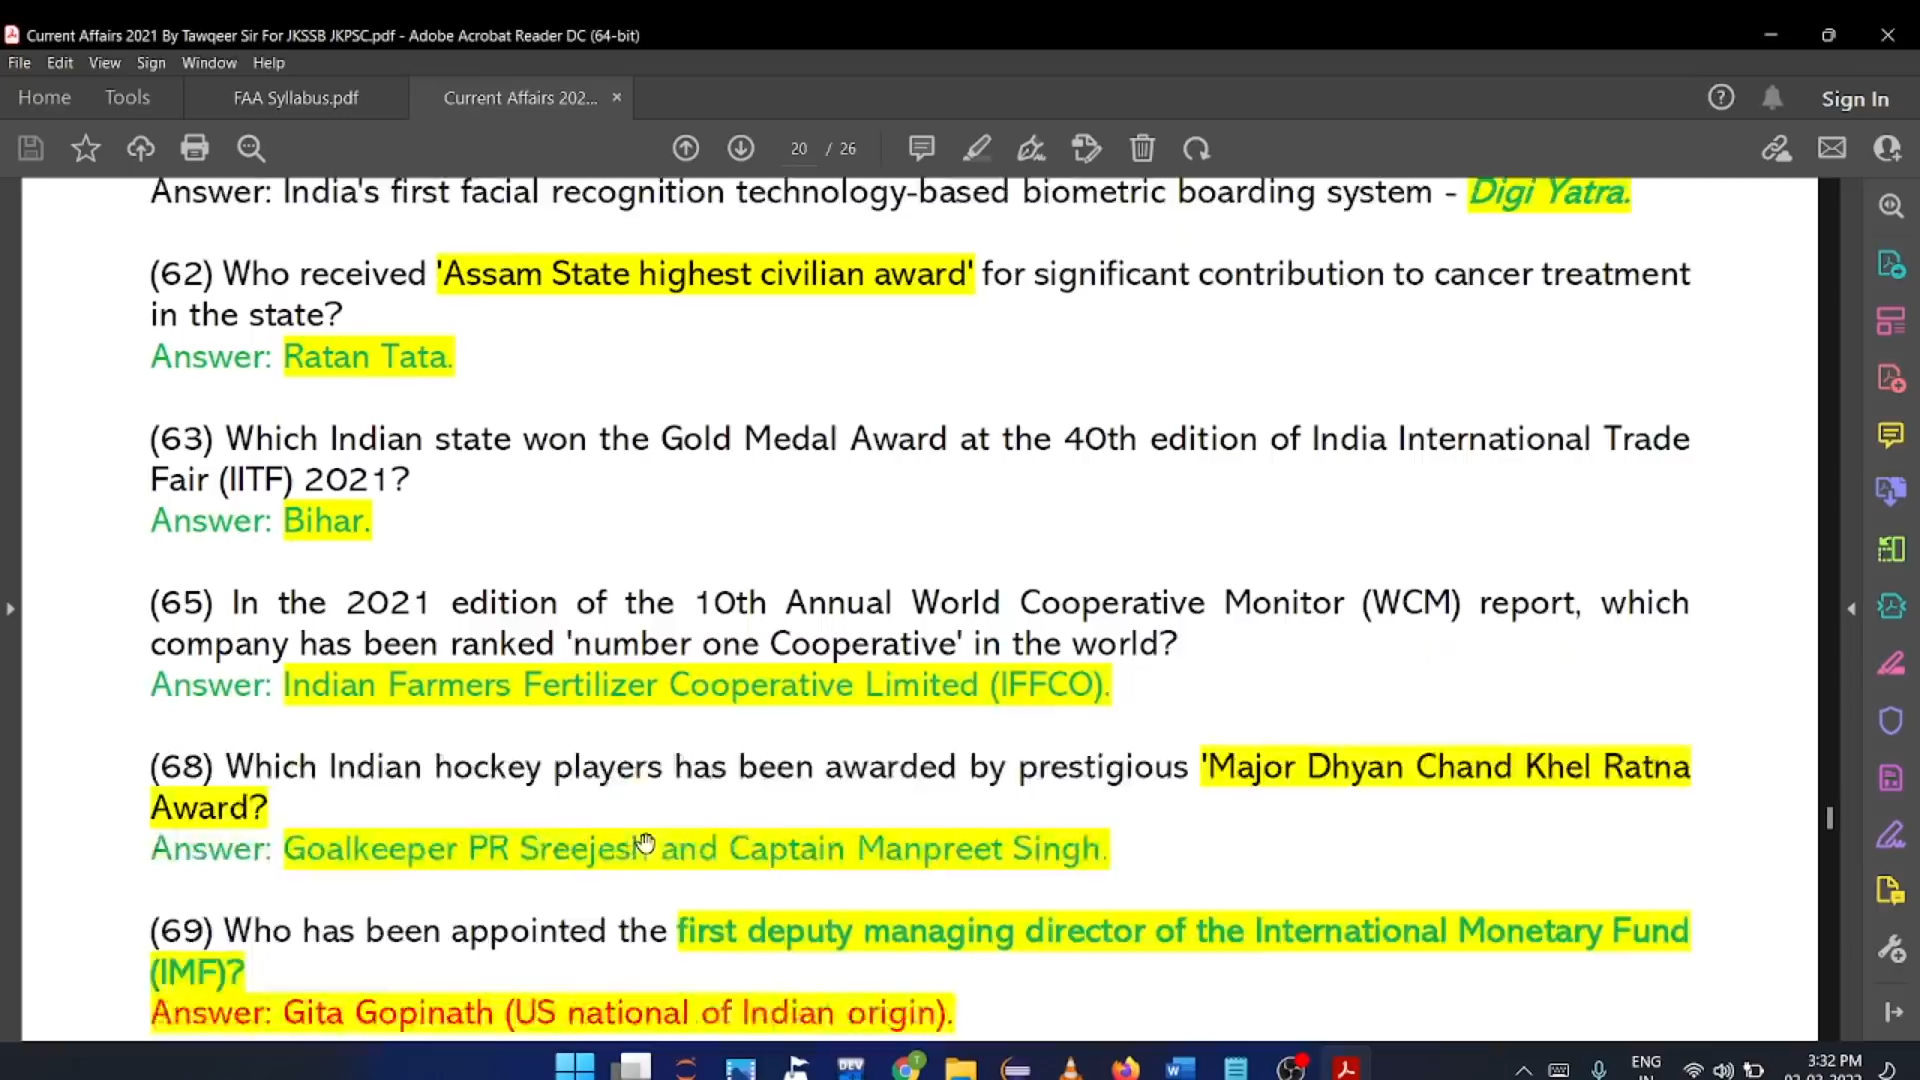 Current Affairs 2021 By Tawqeer Sir For JKSSB JKPSC.pdf - Adobe Acrobat Reader DC (64-bit)
File Edit View Sign Window Help
Home Tools FAA Syllabus.pdf Current Affairs 202... × Sign In
20 / 26
Answer: India's first facial recognition technology-based biometric boarding system - Digi Yatra.
(62) Who received 'Assam State highest civilian award' for significant contribution to cancer treatment
in the state?
Answer: Ratan Tata.
(63) Which Indian state won the Gold Medal Award at the 40th edition of India International Trade
Fair (IITF) 2021?
Answer: Bihar.
(65) In the 2021 edition of the 10th Annual World Cooperative Monitor (WCM) report, which
company has been ranked 'number one Cooperative' in the world?
Answer: Indian Farmers Fertilizer Cooperative Limited (IFFCO).
(68) Which Indian hockey players has been awarded by prestigious 'Major Dhyan Chand Khel Ratna
Award?
Answer: Goalkeeper PR Sreejesh and Captain Manpreet Singh.
(69) Who has been appointed the first deputy managing director of the International Monetary Fund
(IMF)?
Answer: Gita Gopinath (US national of Indian origin).
DEV
ENG
3:32 PM